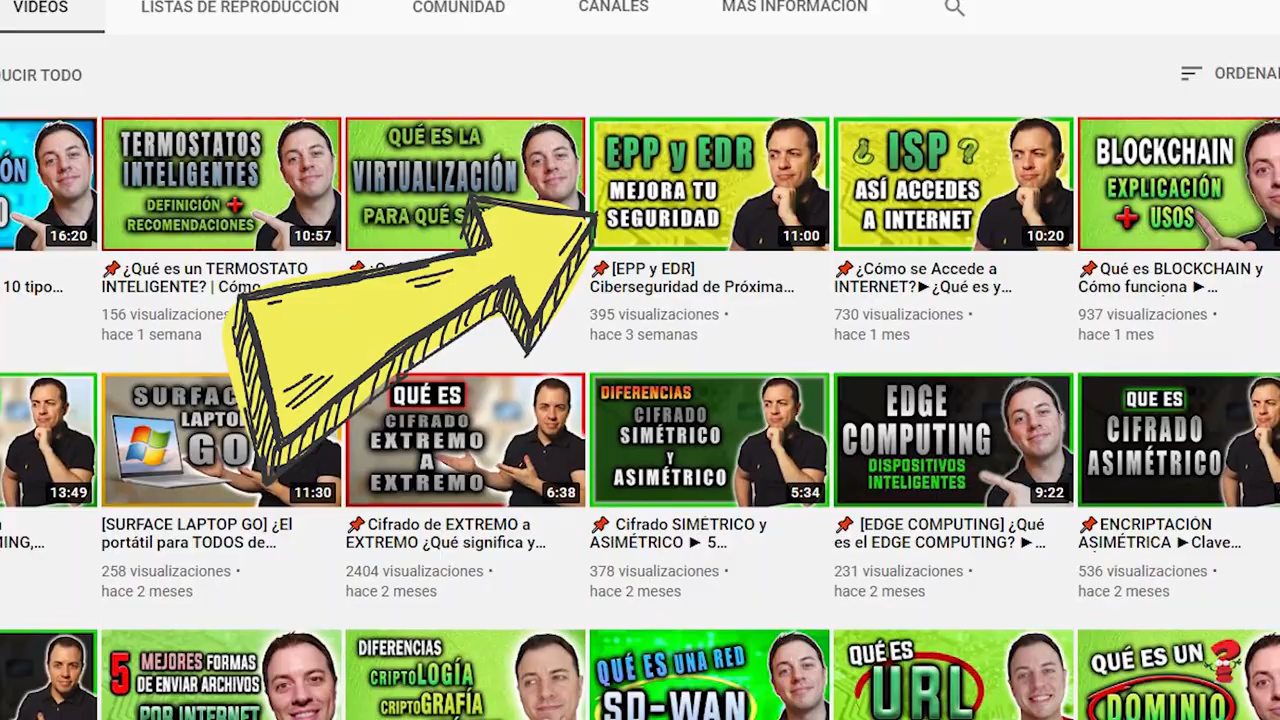 VIDEOS
LISTAS DE REPRODUCCIÓN
COMUNIDAD
CANALES
MÁS INFORMACIÓN
UCIR TODO
ORDENA
ÓN
O
16:20
TERMOSTATOS
INTELIGENTES
DEFINICIÓN +
RECOMENDACIONES
10:57
QUÉ ES LA
VIRTUALIZACIÓN
PARA QUÉ S
EPP y EDR
MEJORA TU
SEGURIDAD
11:00
¿ ISP ?
ASÍ ACCEDES
A INTERNET
10:20
BLOCKCHAIN
EXPLICACIÓN
+ USOS
10 tipo...
📌¿Qué es un TERMOSTATO
INTELIGENTE? | Cómo
156 visualizaciones
hace 1 semana
📌[EPP y EDR]
Ciberseguridad de Próxima...
395 visualizaciones •
hace 3 semanas
📌¿Cómo se Accede a
INTERNET?►¿Qué es y...
730 visualizaciones •
hace 1 mes
📌Qué es BLOCKCHAIN y
Cómo funciona ►...
937 visualizaciones •
hace 1 mes
13:49
SURFAC
LAPTO
GO
11:30
QUÉ ES
CIFRADO
EXTREMO
A
EXTREMO
6:38
DIFERENCIAS
CIFRADO
SIMÉTRICO
Y
ASIMÉTRICO
5:34
EDGE
COMPUTING
DISPOSITIVOS
INTELIGENTES
9:22
QUE ES
CIFRADO
ASIMÉTRICO
MING,...
[SURFACE LAPTOP GO] ¿El
portátil para TODOS de...
258 visualizaciones •
hace 2 meses
📌Cifrado de EXTREMO a
EXTREMO ¿Qué significa y...
2404 visualizaciones •
hace 2 meses
📌 Cifrado SIMÉTRICO y
ASIMÉTRICO ► 5...
378 visualizaciones •
hace 2 meses
📌 [EDGE COMPUTING] ¿Qué
es el EDGE COMPUTING? ►...
231 visualizaciones •
hace 2 meses
📌ENCRIPTACIÓN
ASIMÉTRICA ►Clave...
536 visualizaciones •
hace 2 meses
5 MEJORES FORMAS
DE ENVIAR ARCHIVOS
POR INTERNET
DIFERENCIAS
CRIPTOLOGÍA
CRIPTOGRAFÍA
QUÉ ES UNA RED
SD-WAN
QUÉ ES
URL
QUÉ ES UN ?
DOMINIO